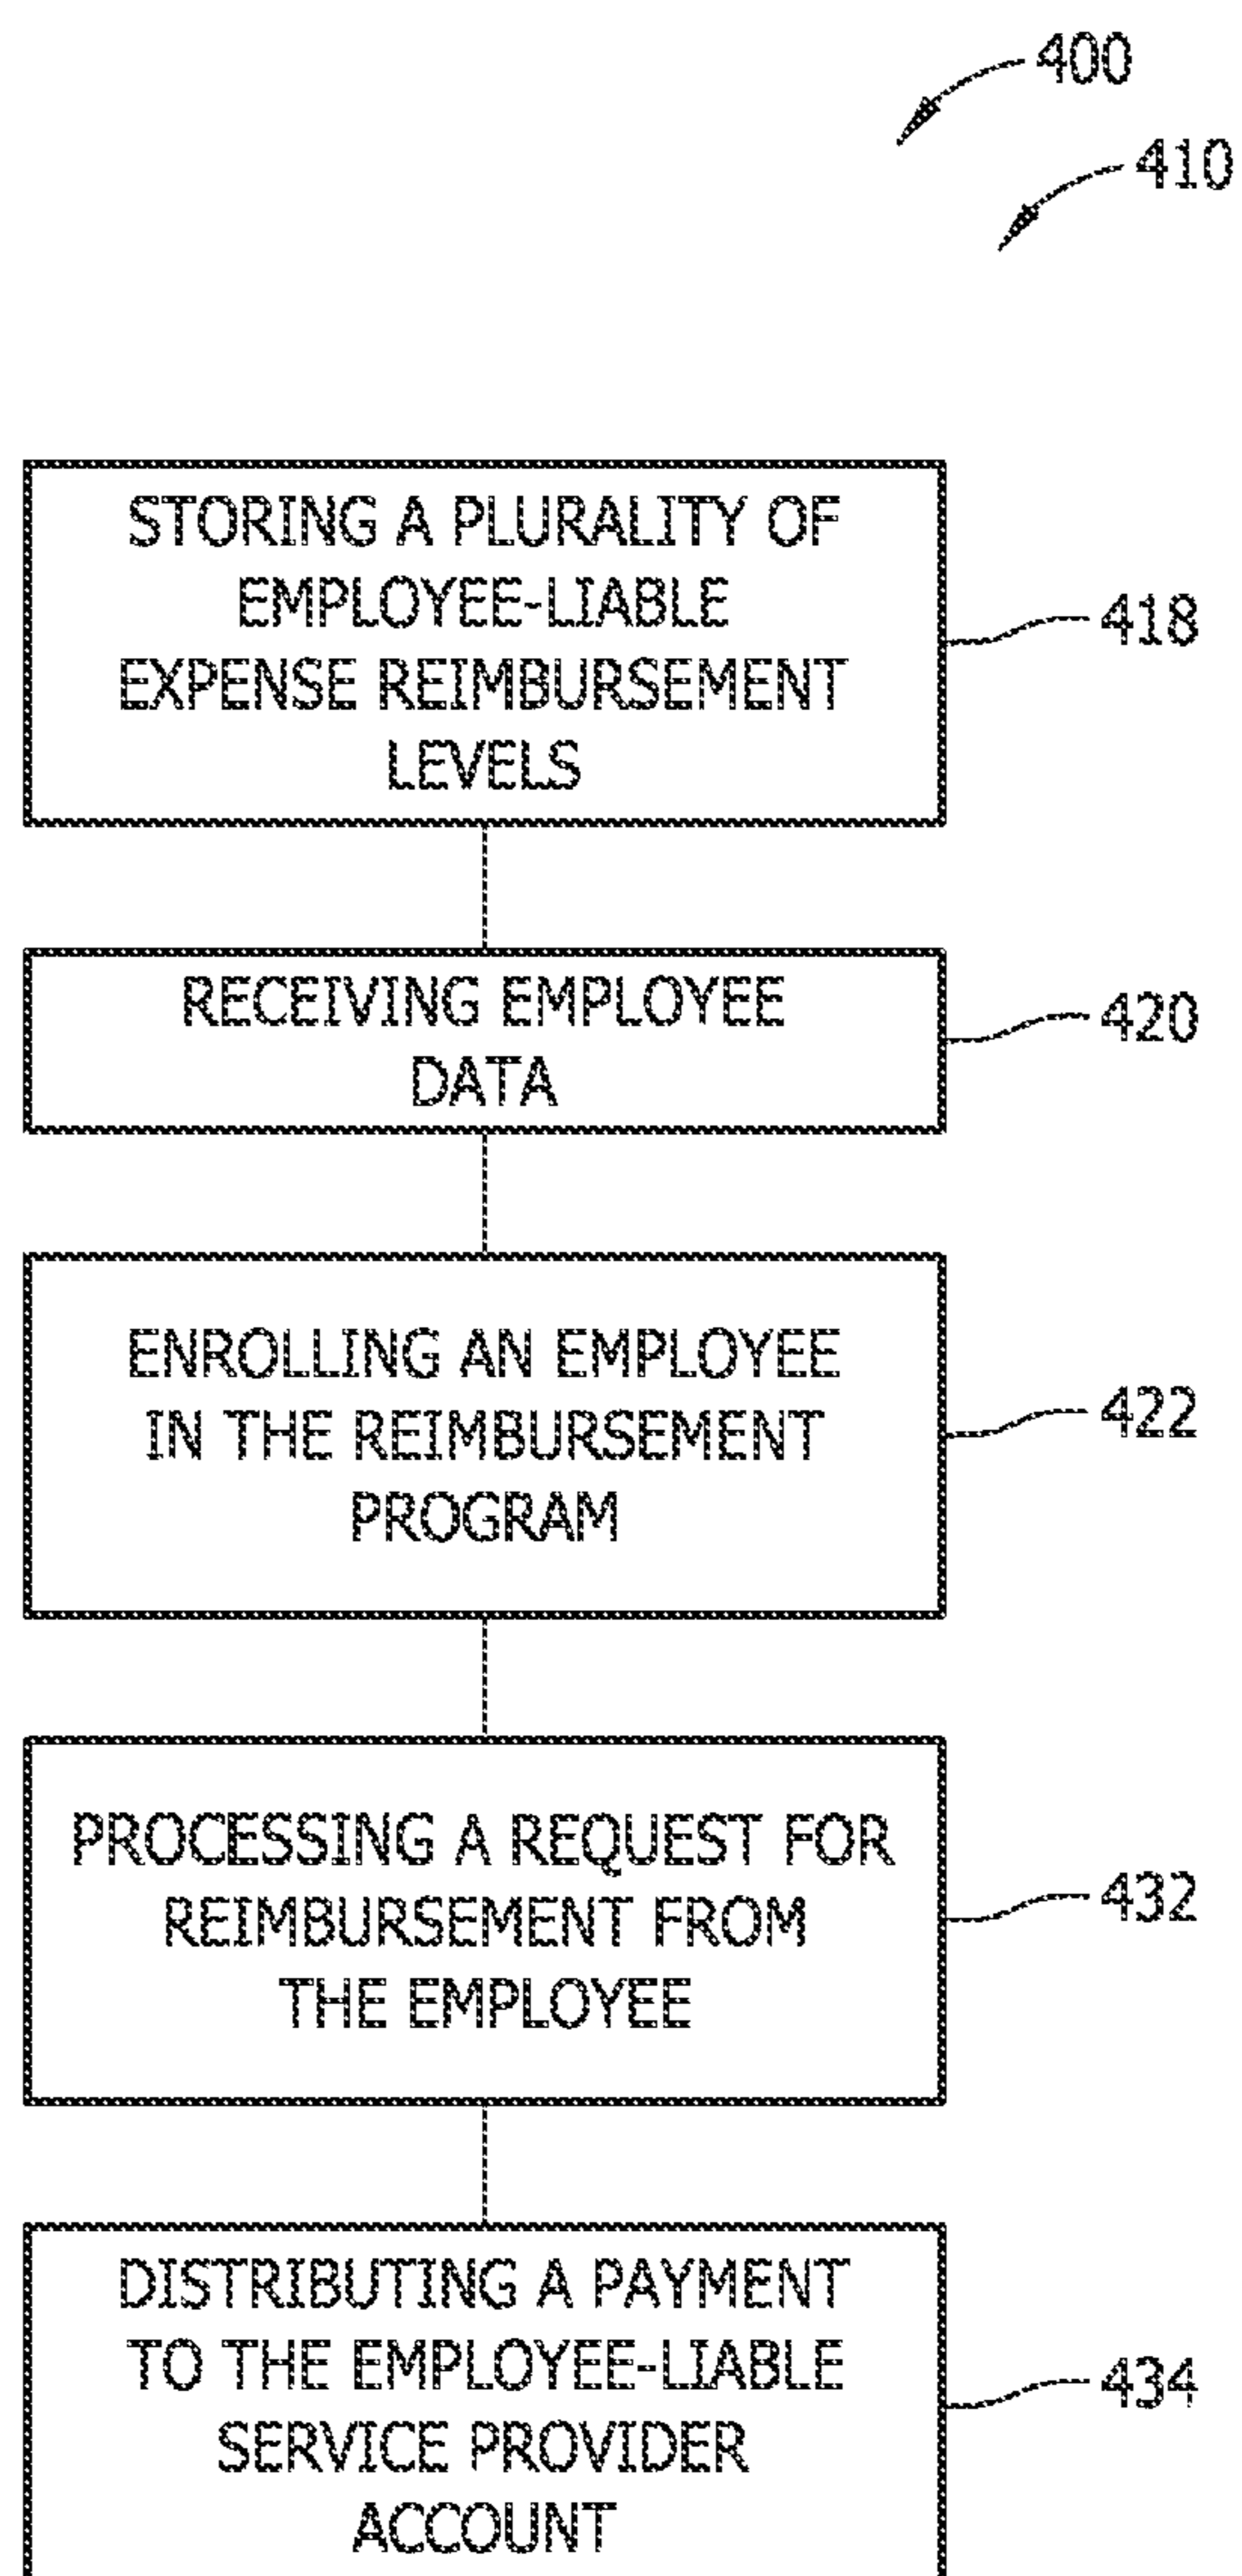 400
410
STORING A PLURALITY OF
EMPLOYEE-LIABLE
EXPENSE REIMBURSEMENT
LEVELS
418
RECEIVING EMPLOYEE
DATA
420
ENROLLING AN EMPLOYEE
IN THE REIMBURSEMENT
PROGRAM
422
PROCESSING A REQUEST FOR
REIMBURSEMENT FROM
THE EMPLOYEE
432
DISTRIBUTING A PAYMENT
TO THE EMPLOYEE-LIABLE
SERVICE PROVIDER
ACCOUNT
434